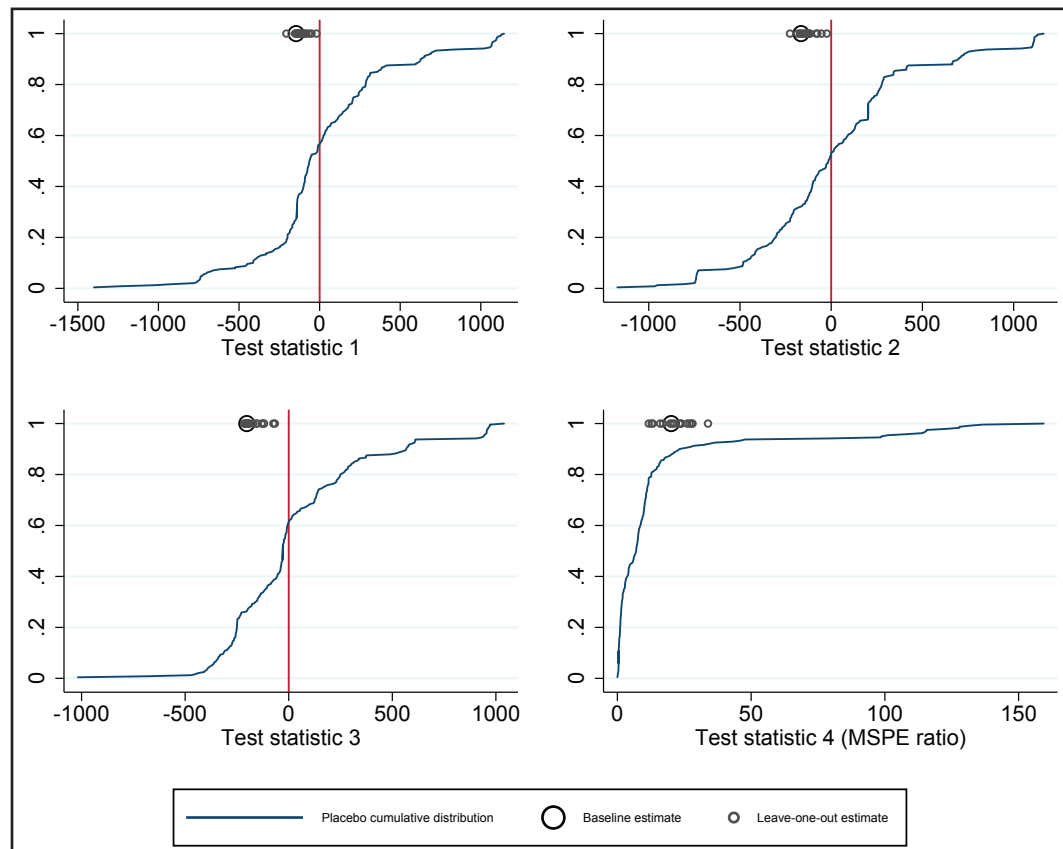 1
.8
.6
.4
.2
0
-1500 -1000 -500 0 500 1000
Test statistic 1
1
.8
.6
.4
.2
0
-1000 -500 0 500 1000
Test statistic 2
1
.8
.6
.4
.2
0
-1000 -500 0 500 1000
Test statistic 3
1
.8
.6
.4
.2
0
0 50 100 150
Test statistic 4 (MSPE ratio)
Placebo cumulative distribution Baseline estimate Leave-one-out estimate